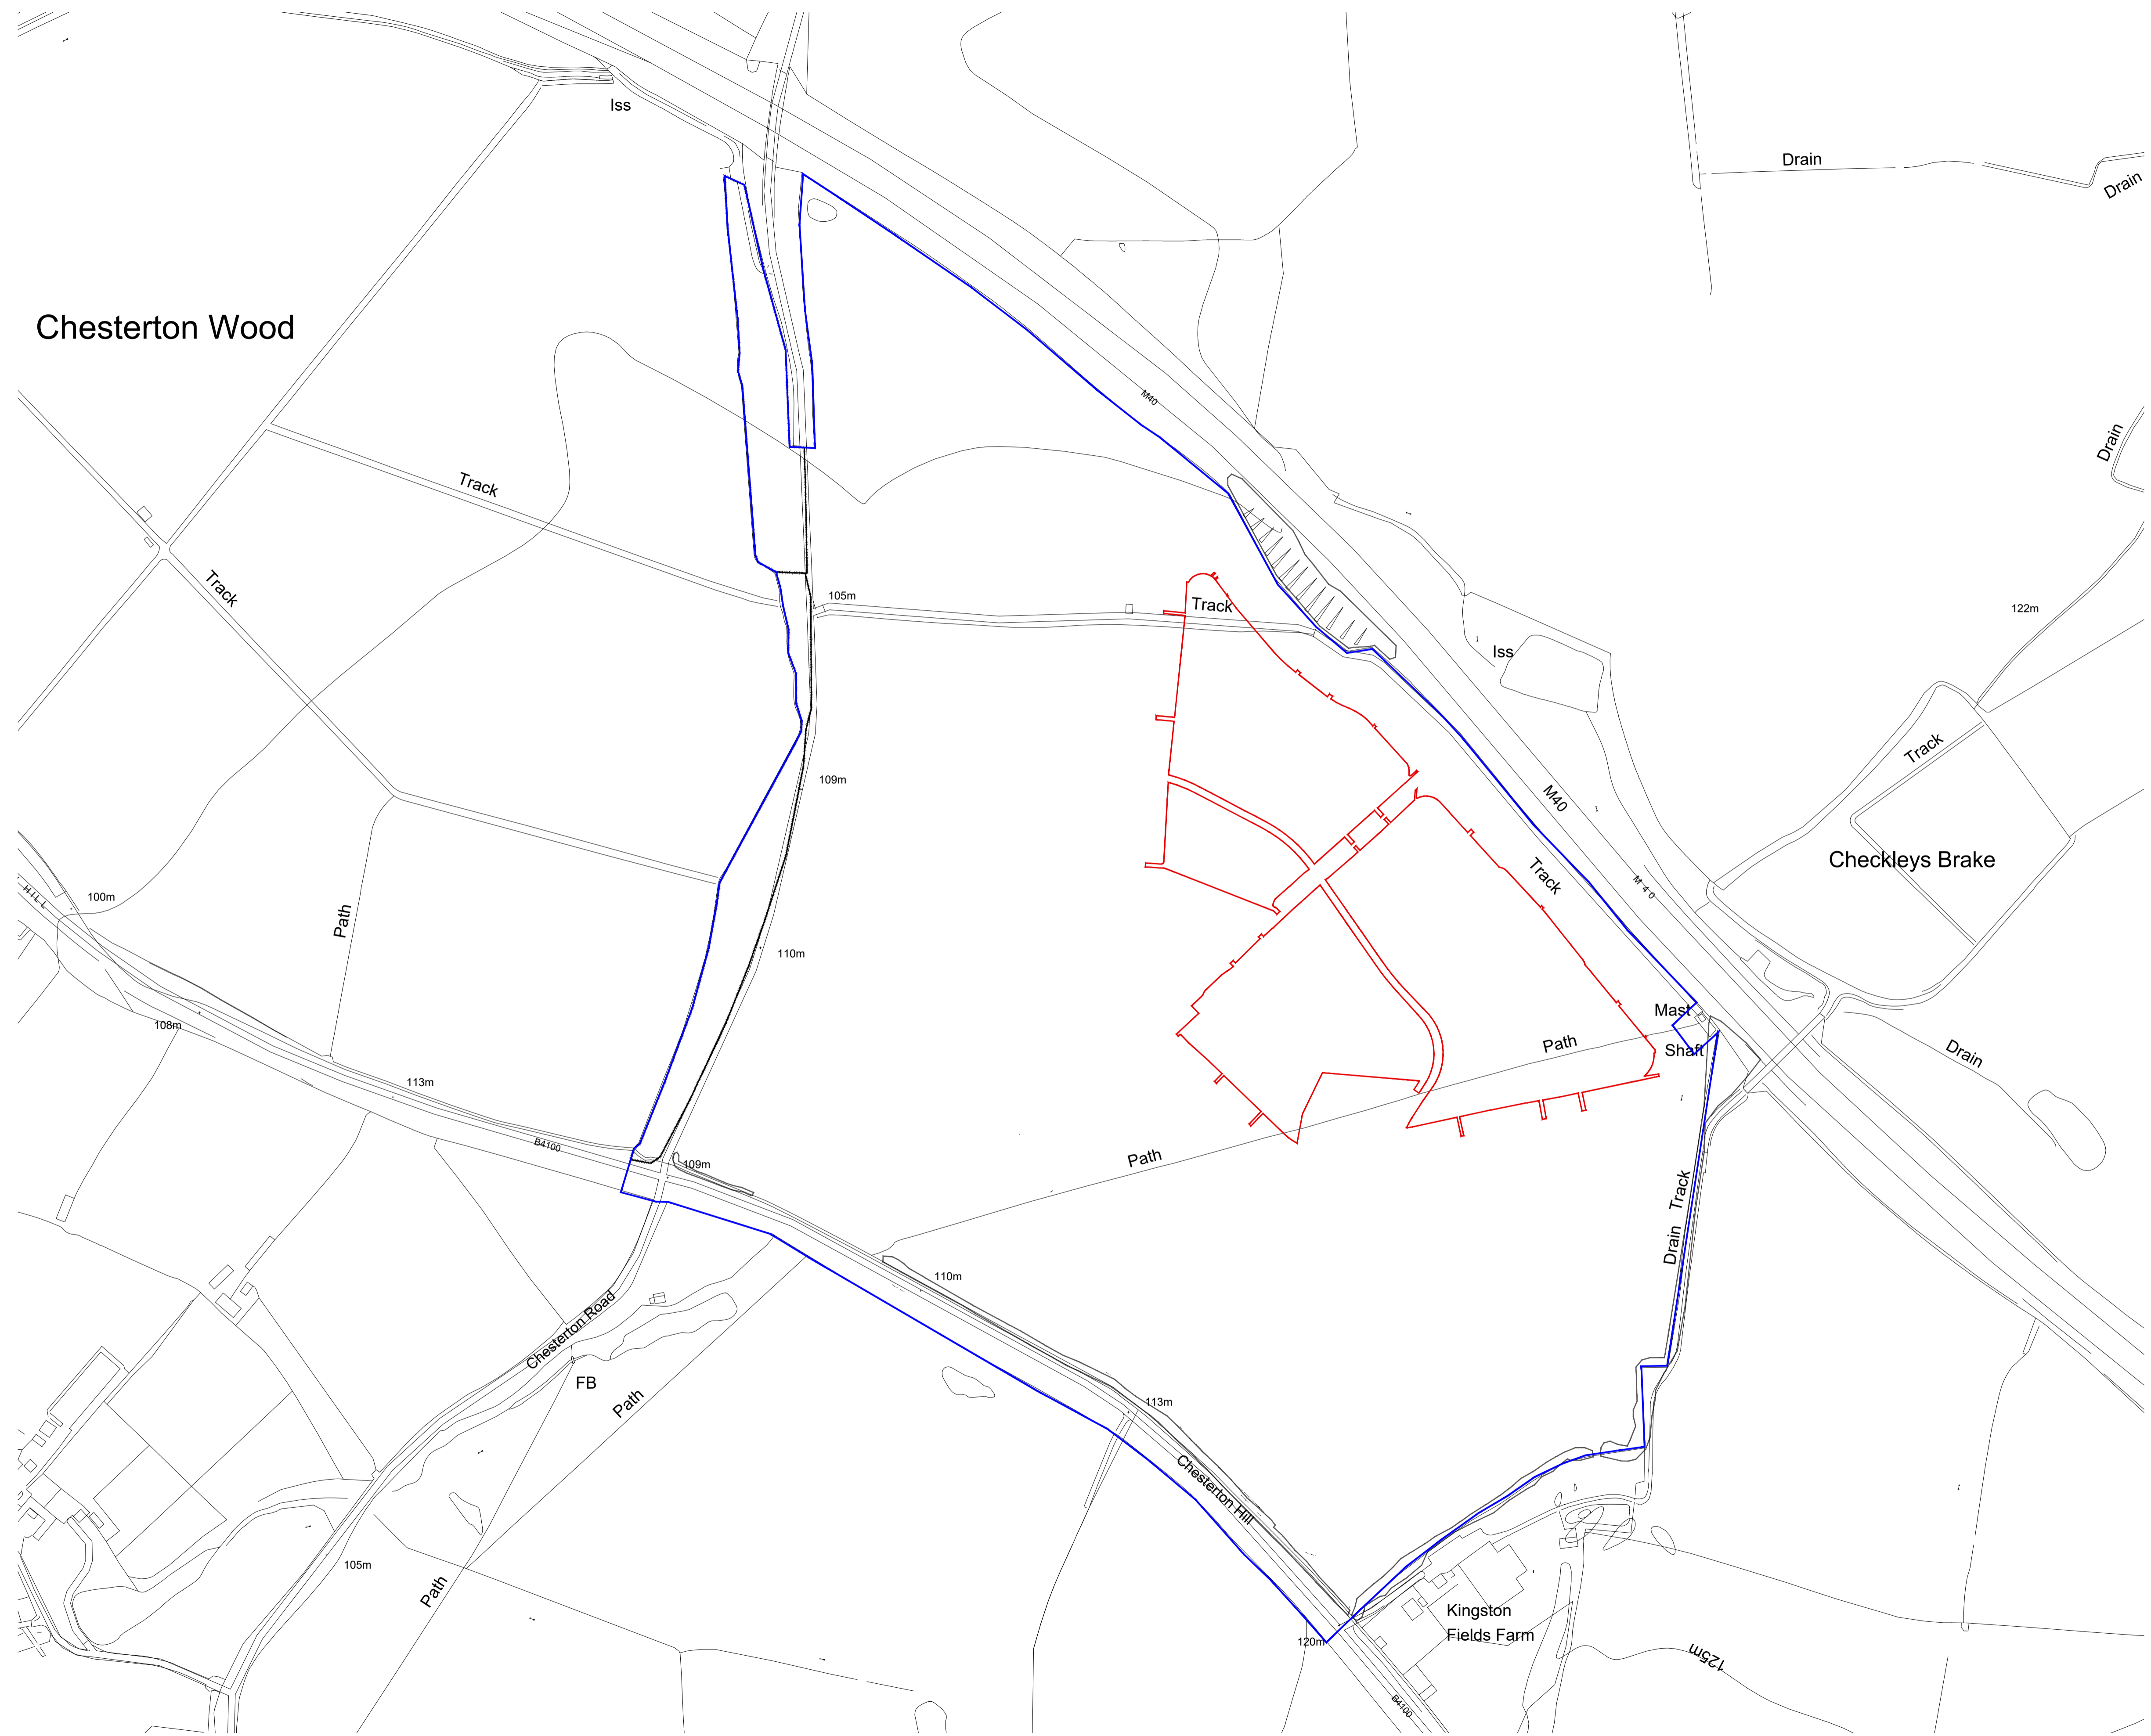 Iss
Drain
Drain
Chesterton Wood
M40
Drain
Track
Track
105m
Track
122m
Iss
Track
109m
M40
Track
Checkleys Brake
M 4 0
HILL
100m
Path
110m
Mast
Shaft
Path
108m
Drain
113m
B4100
109m
Path
Track
Drain
110m
Chesterton Road
FB
Path
113m
Chesterton Hill
105m
Path
Kingston
Fields Farm
120m
125m
B4100